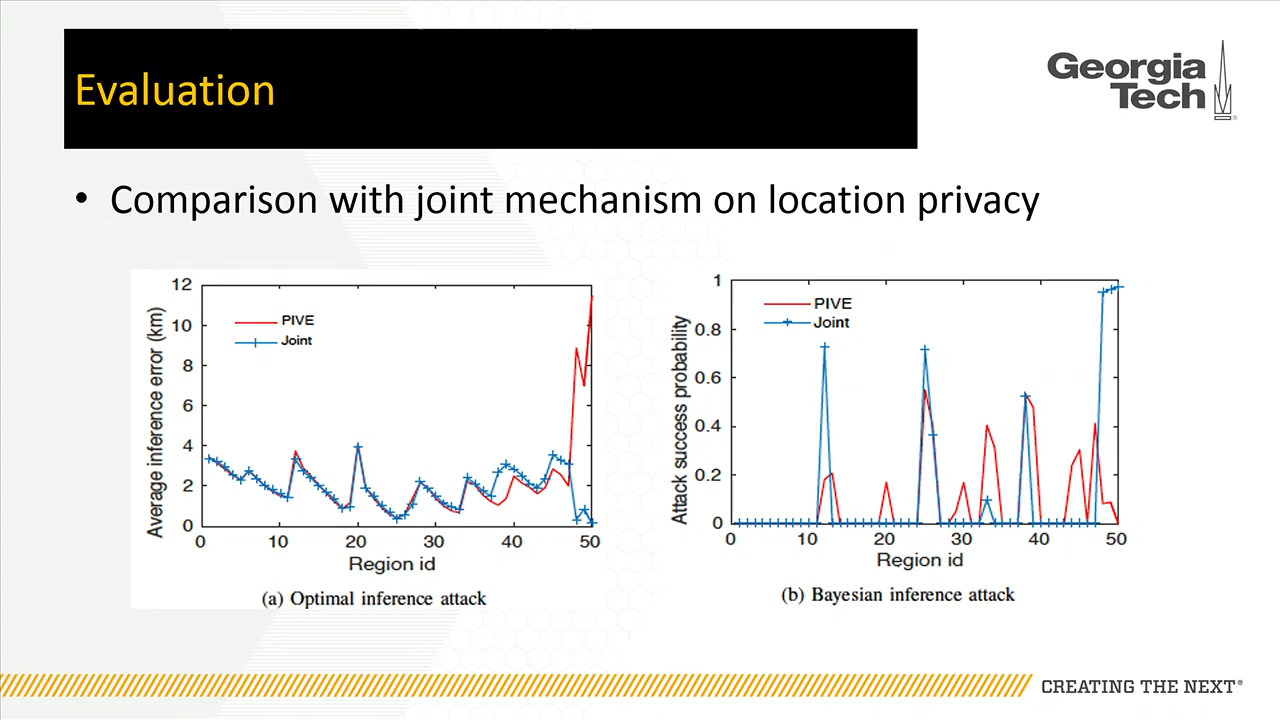 Evaluation
Georgia
Tech
• Comparison with joint mechanism on location privacy
12
10
8
6
4
2
0
Average inference error (km)
PIVE
Joint
0 10 20 30 40 50
Region id
(a) Optimal inference attack
1
0.8
0.6
0.4
0.2
0
Attack success probability
PIVE
Joint
0 10 20 30 40 50
Region id
(b) Bayesian inference attack
CREATING THE NEXT®